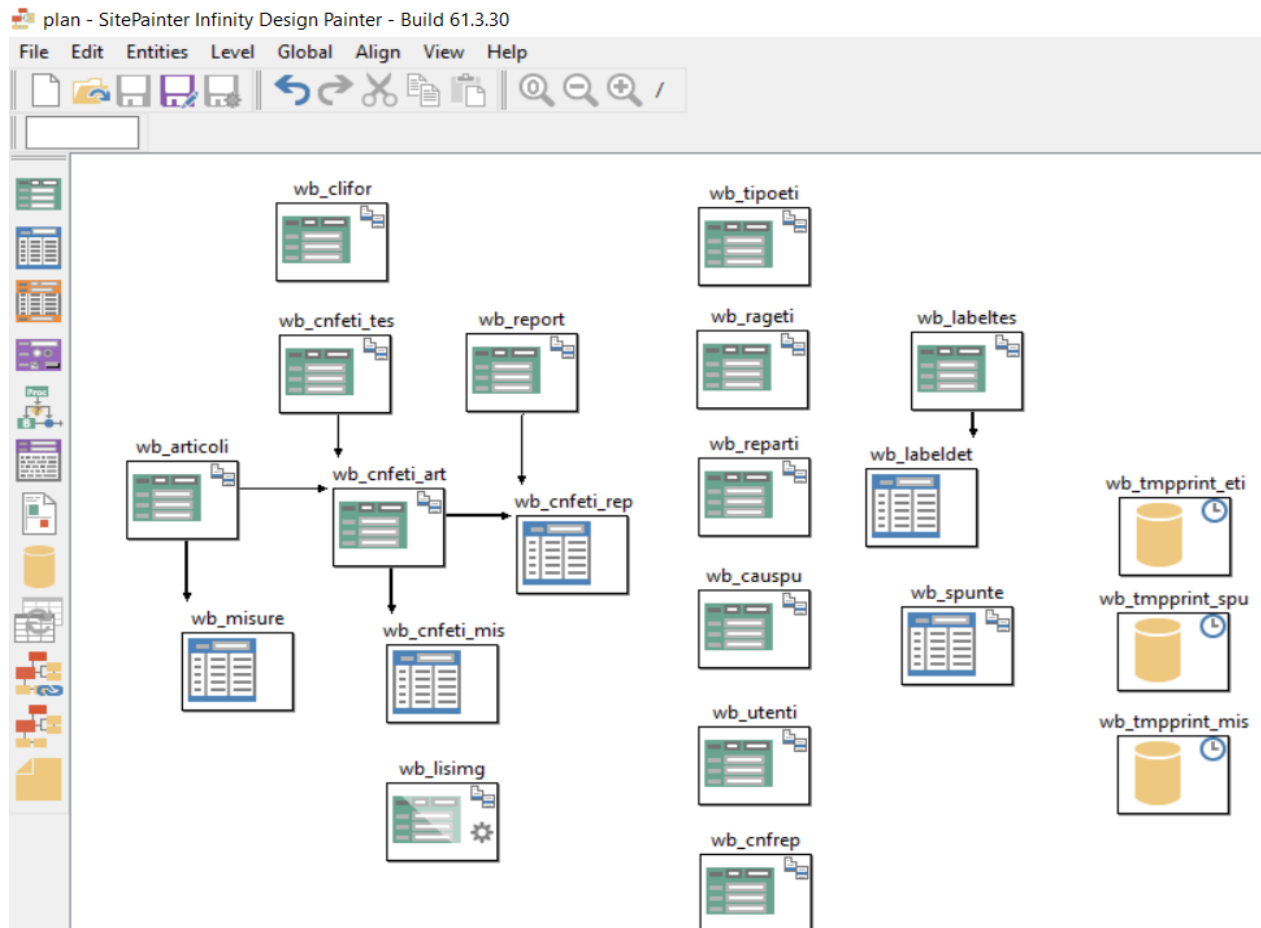 plan - SitePainter Infinity Design Painter - Build 61.3.30
File Edit Entities Level Global Align View Help
wb_clifor
wb_tipoeti
wb_cnfeti_tes
wb_report
wb_rageti
wb_labeltes
wb_articoli
wb_cnfeti_art
wb_cnfeti_rep
wb_reparti
wb_labeldet
wb_tmpprint_eti
wb_misure
wb_cnfeti_mis
wb_causpu
wb_spunte
wb_tmpprint_spu
wb_lisimg
wb_utenti
wb_tmpprint_mis
wb_cnfrep
Proc
B
0
/